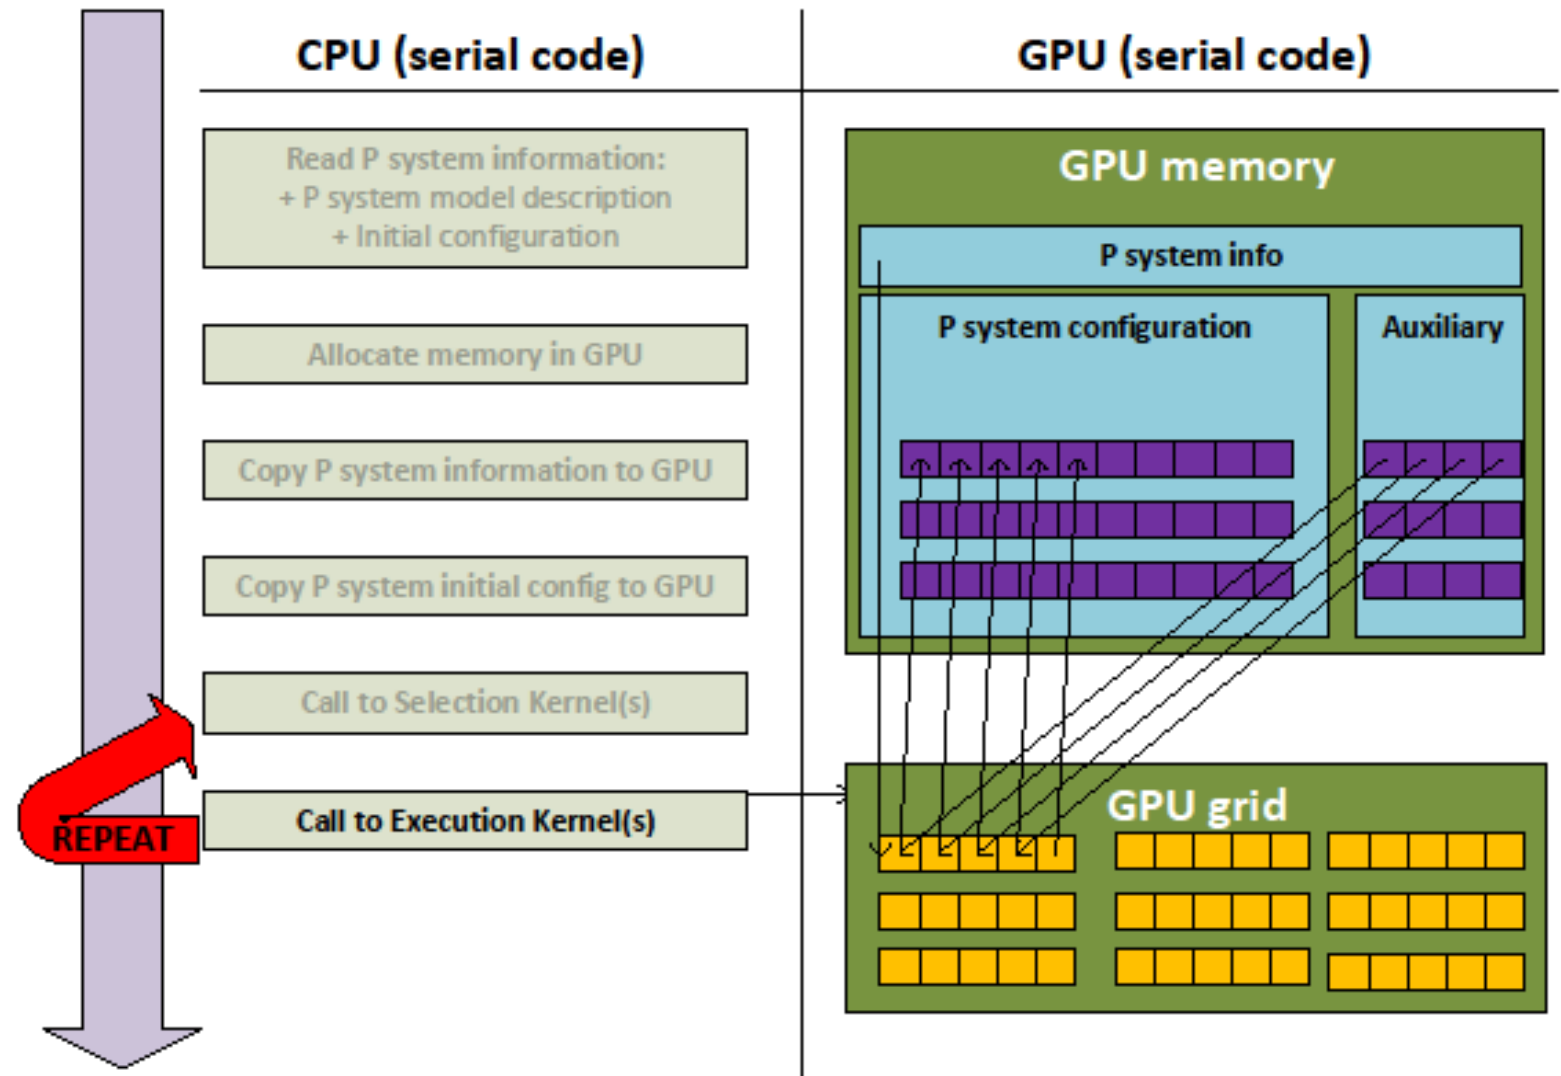 CPU (serial code)
GPU (serial code)
Read P system information:
+ P system model description
+ Initial configuration
Allocate memory in GPU
Copy P system information to GPU
Copy P system initial config to GPU
Call to Selection Kernel(s)
Call to Execution Kernel(s)
REPEAT
GPU memory
P system info
P system configuration
Auxiliary
GPU grid